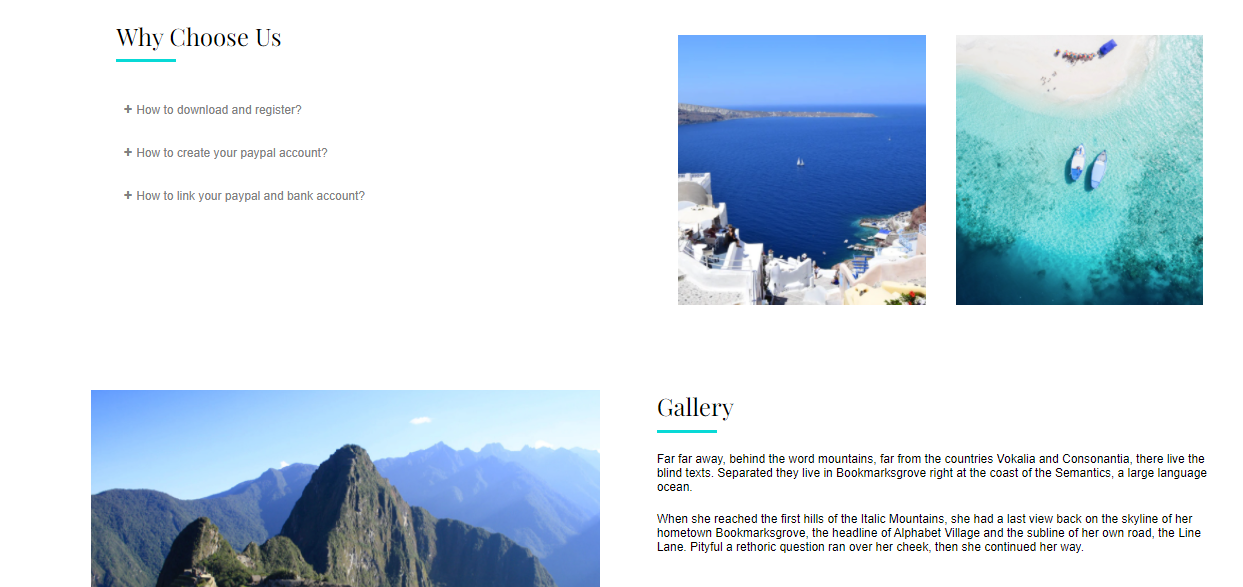 Why Choose Us
+ How to download and register?
+ How to create your paypal account?
+ How to link your paypal and bank account?
Gallery
Far far away, behind the word mountains, far from the countries Vokalia and Consonantia, there live the
blind texts. Separated they live in Bookmarksgrove right at the coast of the Semantics, a large language
ocean.
When she reached the first hills of the Italic Mountains, she had a last view back on the skyline of her
hometown Bookmarksgrove, the headline of Alphabet Village and the subline of her own road, the Line
Lane. Pityful a rethoric question ran over her cheek, then she continued her way.